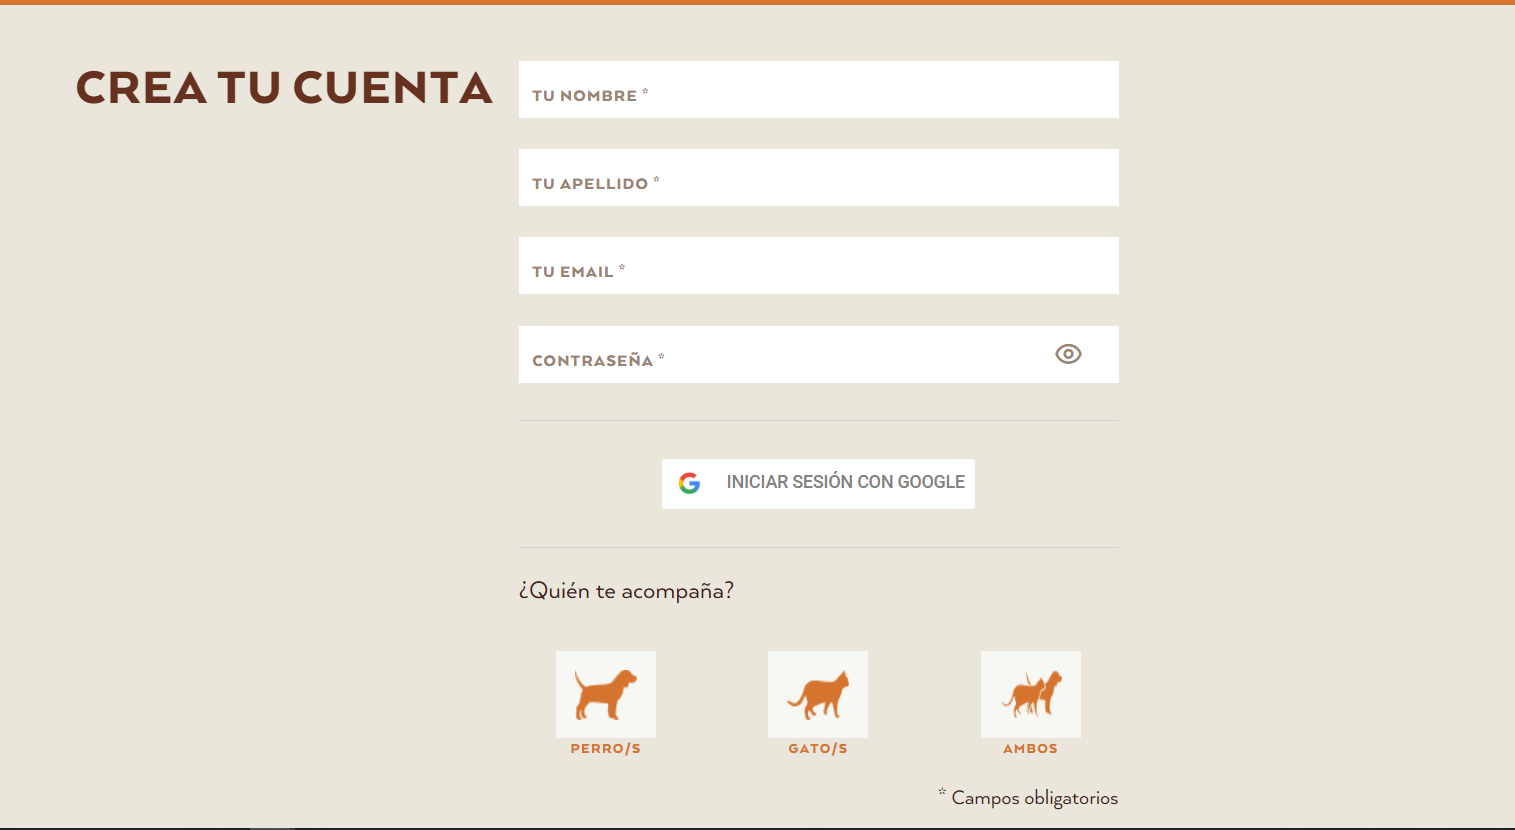 CREA TU CUENTA
TU NOMBRE *
TU APELLIDO *
TU EMAIL *
CONTRASEÑA *
INICIAR SESIÓN CON GOOGLE
¿Quién te acompaña?
PERRO/S
GATO/S
AMBOS
* Campos obligatorios